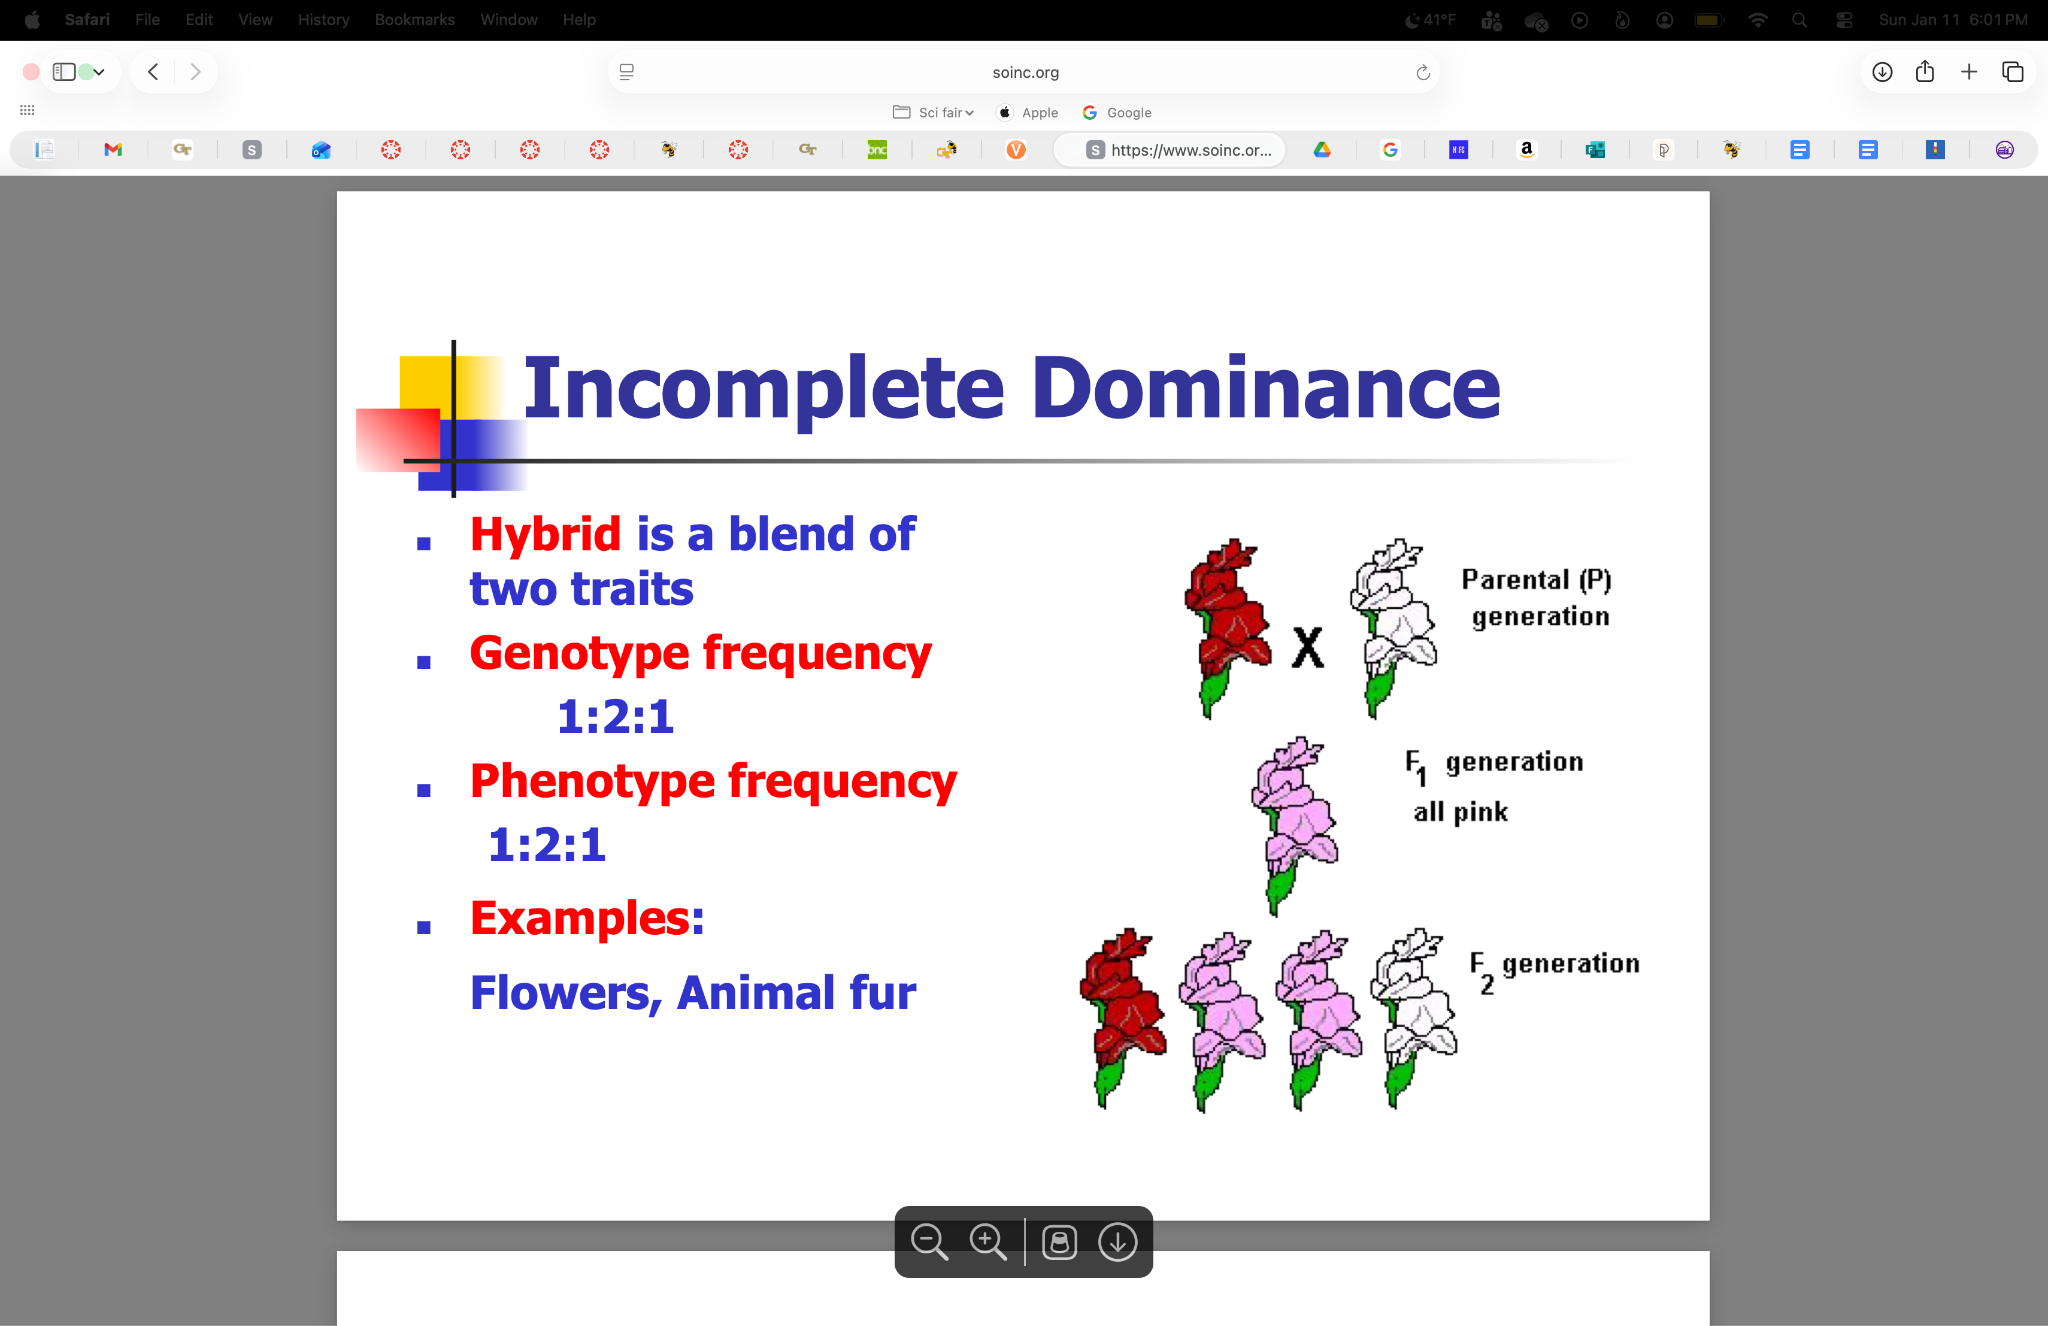 Safari File Edit View History Bookmarks Window Help 41°F Sun Jan 11 6:01 PM
soinc.org
Sci fair Apple Google
S https://www.soinc.or...
Incomplete Dominance
Hybrid is a blend of
two traits
Genotype frequency
1:2:1
Phenotype frequency
1:2:1
Examples:
Flowers, Animal fur
X
Parental (P)
generation
F1 generation
all pink
F2 generation